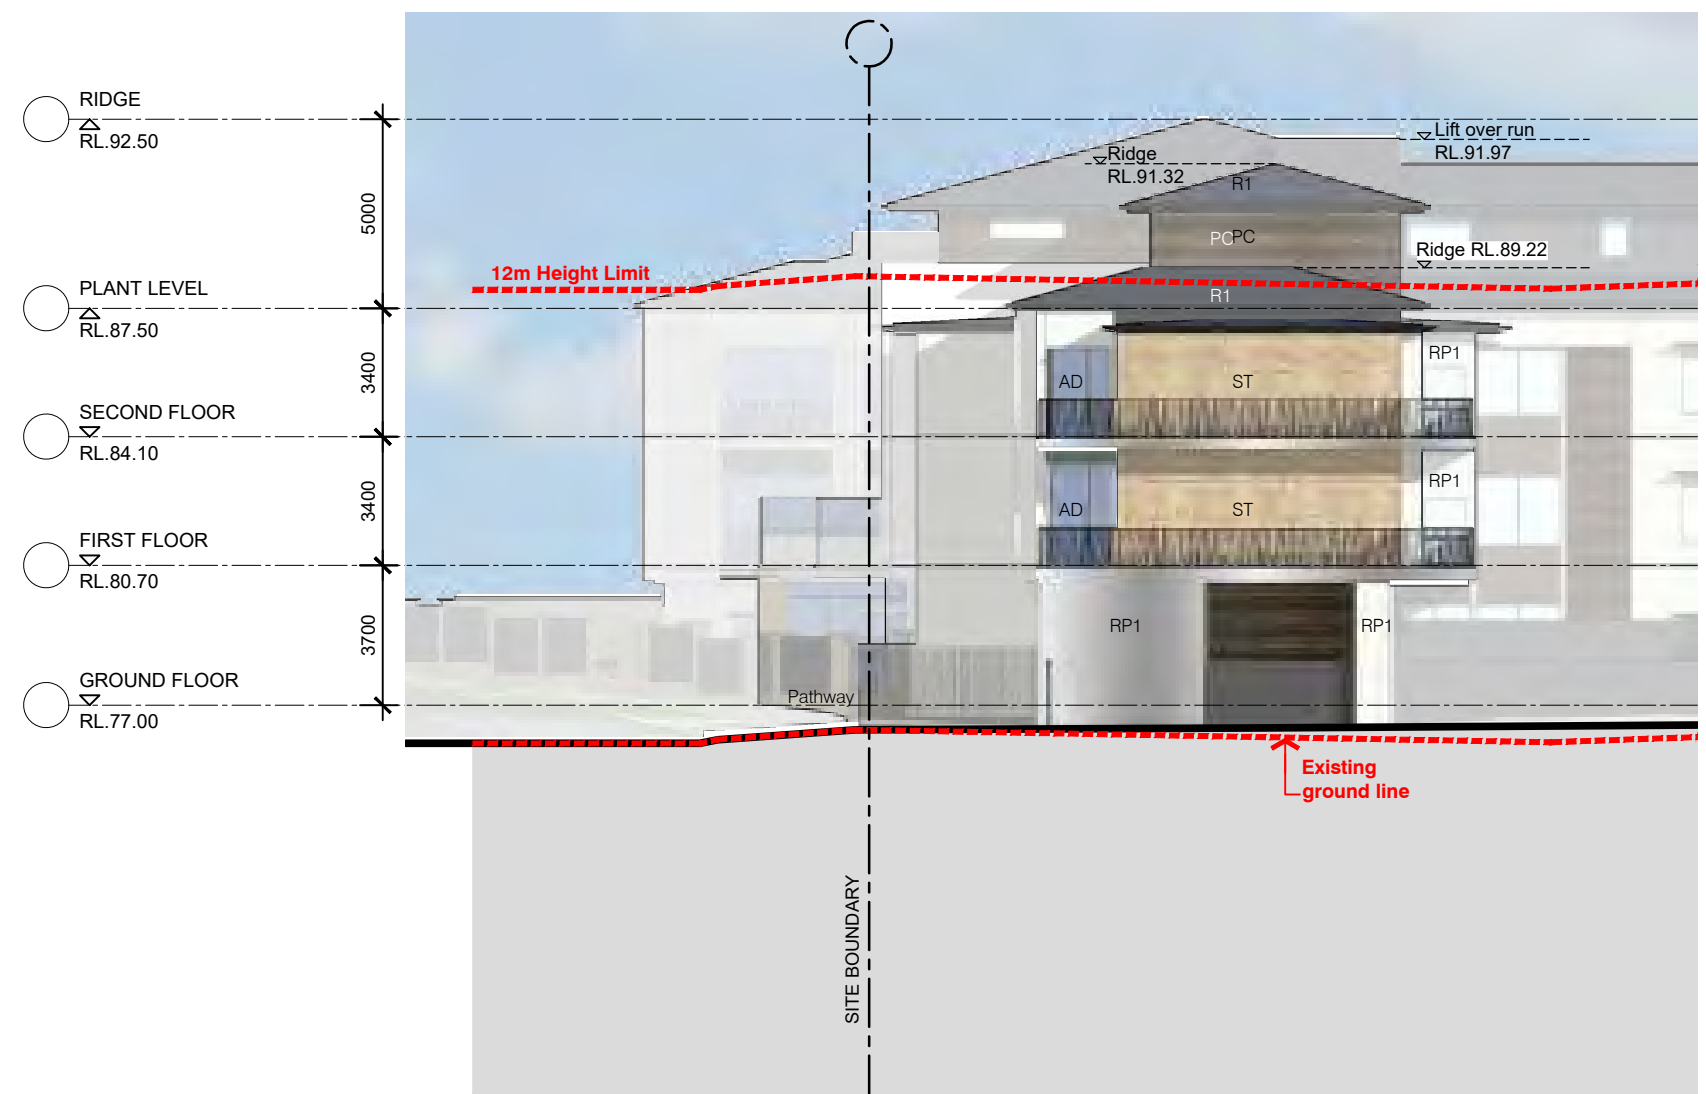 RIDGE
RL.92.50
5000
PLANT LEVEL
RL.87.50
3400
SECOND FLOOR
RL.84.10
3400
FIRST FLOOR
RL.80.70
3700
GROUND FLOOR
RL.77.00
12m Height Limit
Lift over run
RL.91.97
Ridge
RL.91.32
R1
PCPC
Ridge RL.89.22
R1
RP1
AD
ST
RP1
AD
ST
RP1
RP1
Pathway
Existing
ground line
SITE BOUNDARY